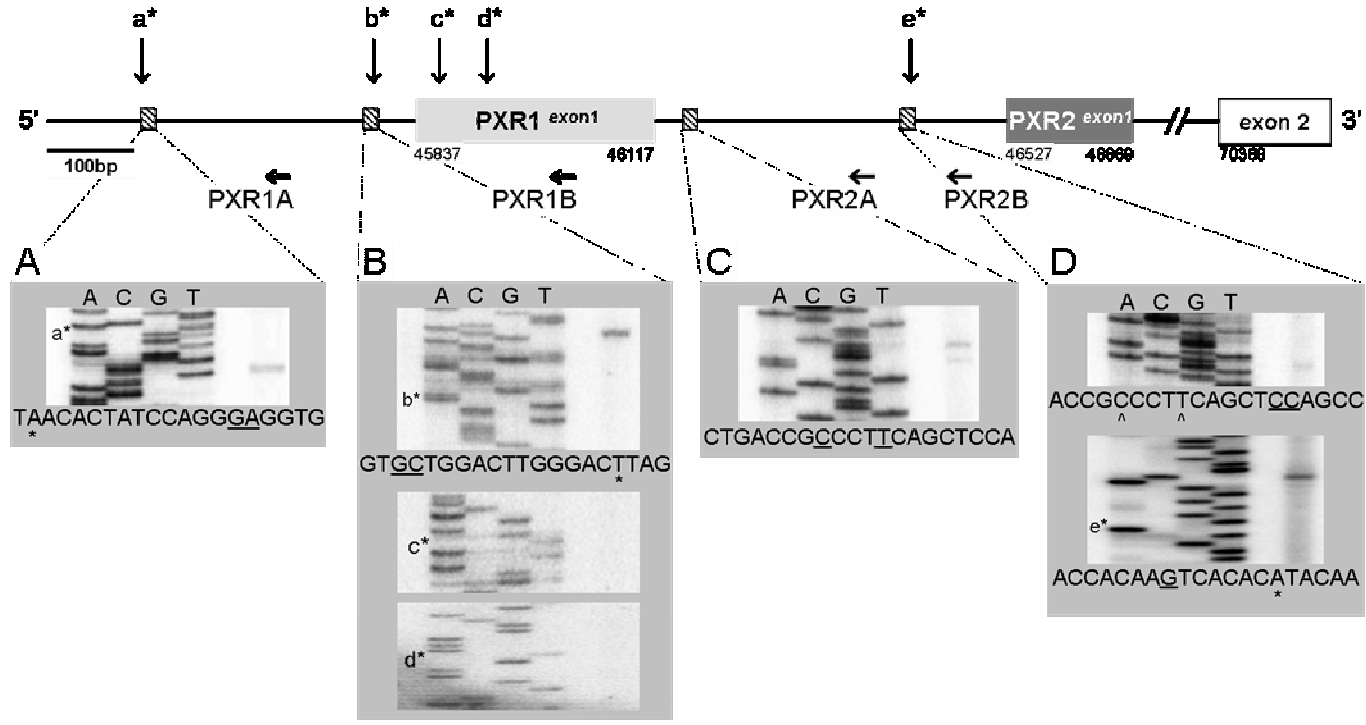 a* b* c* d* e*
5' PXR1 exon1 PXR2 exon1 exon 2 3'
100bp 45837 46117 46527
PXR1A PXR1B PXR2A PXR2B
A
A C G T
a*
TAACACTATCCAGGGAGGTG
*
B
A C G T
b*
GTGCTGGACTTGGGACTTAG
*
c*
d*
C
A C G T
CTGACCGCCCTTCAGCTCCA
D
A C G T
ACCGCCCTTCAGCTCCAGCC
^ ^
e*
ACCACAAGTCACACATACAA
*